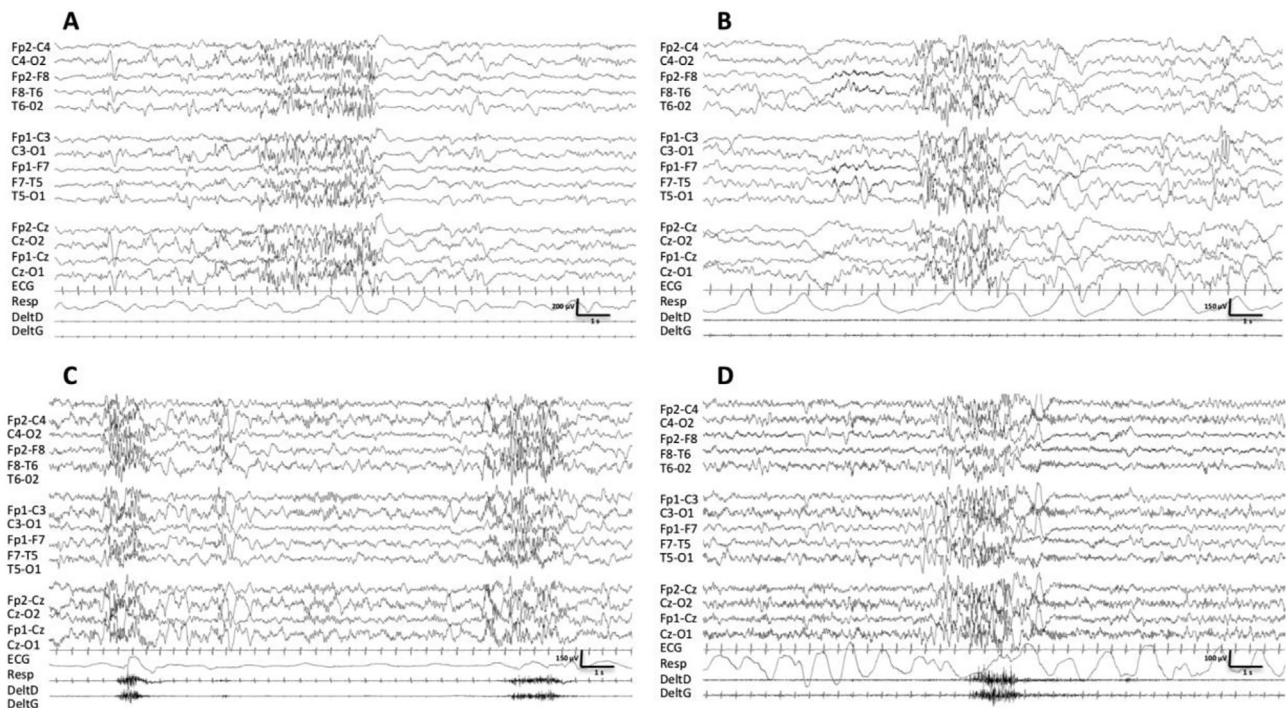 A
Fp2-C4
C4-O2
Fp2-F8
F8-T6
T6-02
Fp1-C3
C3-O1
Fp1-F7
F7-T5
T5-O1
Fp2-Cz
Cz-O2
Fp1-Cz
Cz-O1
ECG
Resp
DeltD
DeltG
200 µV
1 s
B
Fp2-C4
C4-O2
Fp2-F8
F8-T6
T6-02
Fp1-C3
C3-O1
Fp1-F7
F7-T5
T5-O1
Fp2-Cz
Cz-O2
Fp1-Cz
Cz-O1
ECG
Resp
DeltD
DeltG
150 µV
1 s
C
Fp2-C4
C4-O2
Fp2-F8
F8-T6
T6-02
Fp1-C3
C3-O1
Fp1-F7
F7-T5
T5-O1
Fp2-Cz
Cz-O2
Fp1-Cz
Cz-O1
ECG
Resp
DeltD
DeltG
150 µV
1 s
D
Fp2-C4
C4-O2
Fp2-F8
F8-T6
T6-02
Fp1-C3
C3-O1
Fp1-F7
F7-T5
T5-O1
Fp2-Cz
Cz-O2
Fp1-Cz
Cz-O1
ECG
Resp
DeltD
DeltG
100 µV
1 s